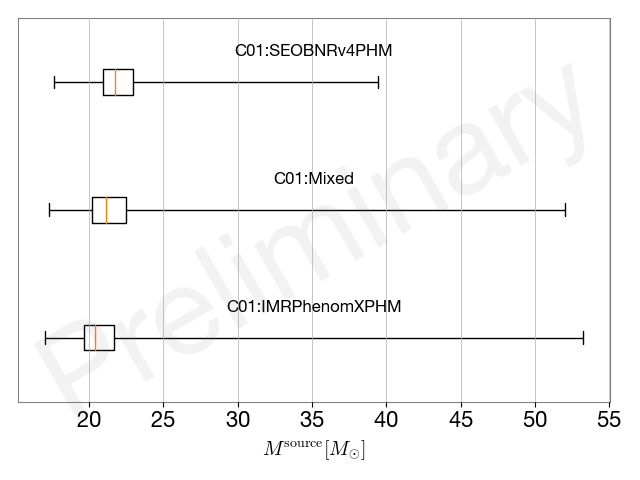 C01:SEOBNRv4PHM
C01:Mixed
C01:IMRPhenomXPHM
Preliminary
20 25 30 35 40 45 50 55
M^source[M_⊙]